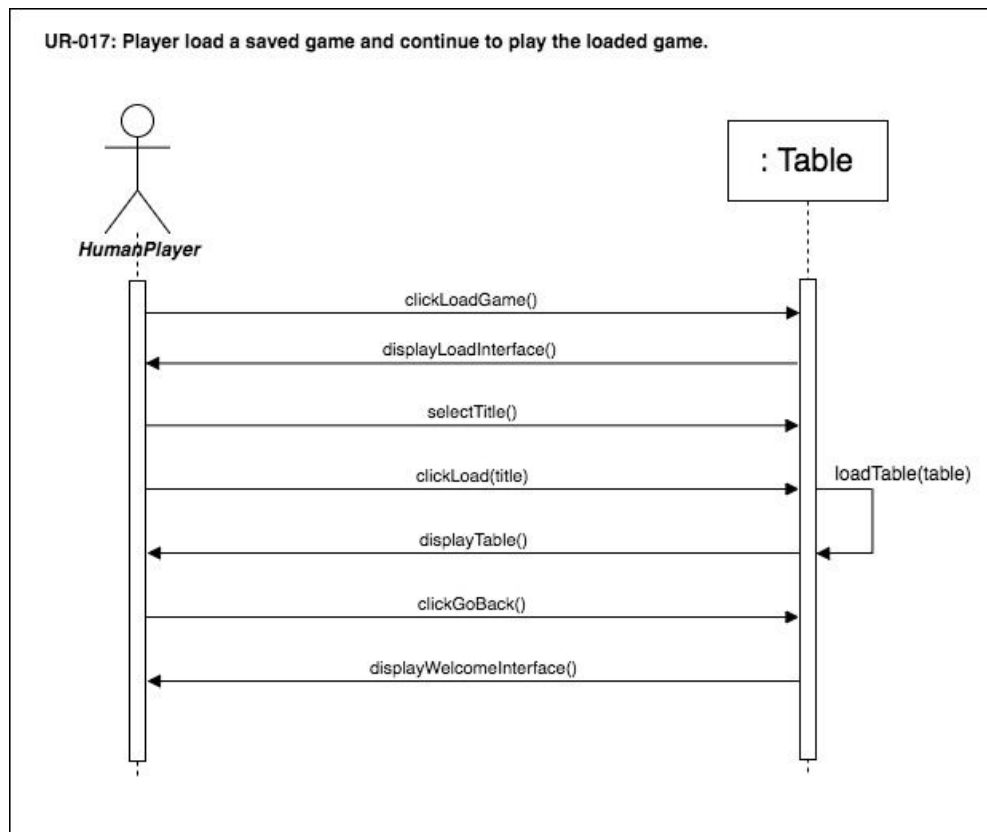 UR-017: Player load a saved game and continue to play the loaded game.
: Table
HumanPlayer
clickLoadGame()
displayLoadInterface()
selectTitle()
clickLoad(title)
loadTable(table)
displayTable()
clickGoBack()
displayWelcomeInterface()